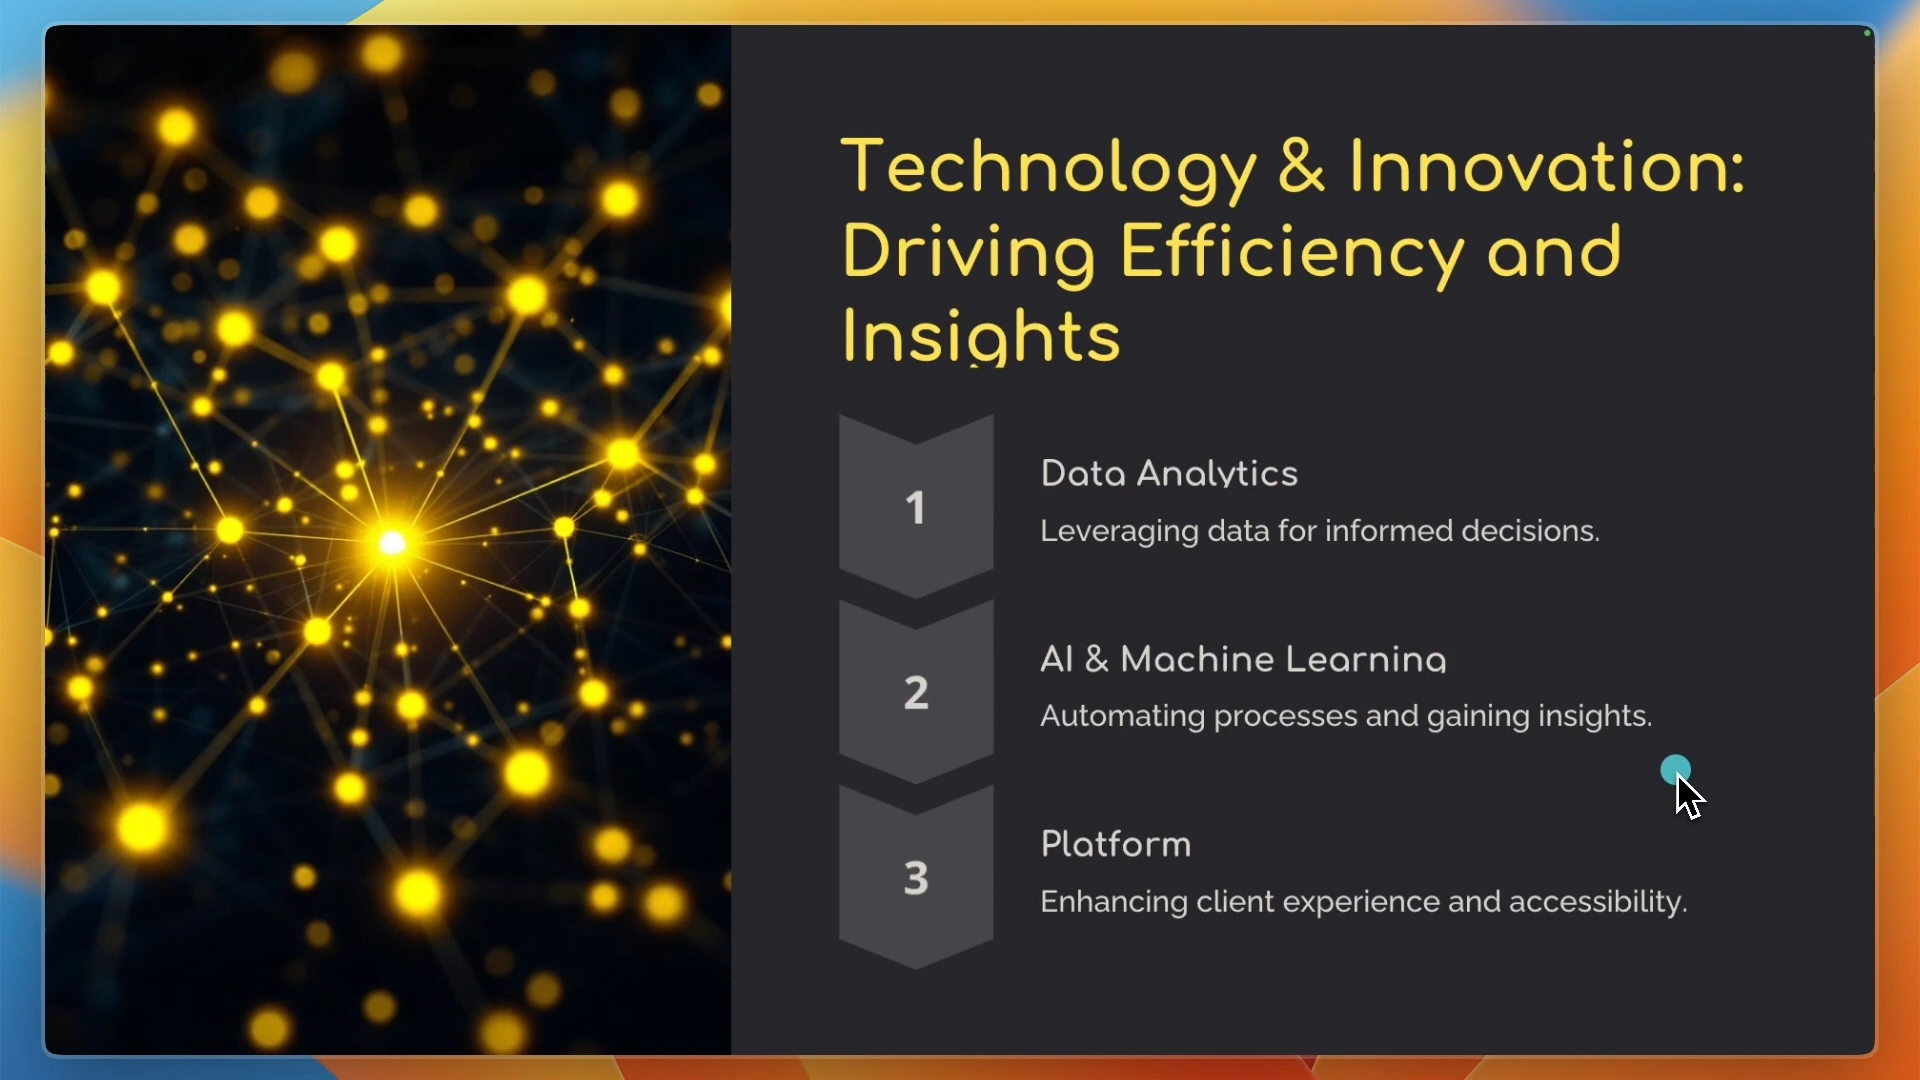 Technology & Innovation:
Driving Efficiency and
Insights
1
Data Analytics
Leveraging data for informed decisions.
2
AI & Machine Learning
Automating processes and gaining insights.
3
Platform
Enhancing client experience and accessibility.